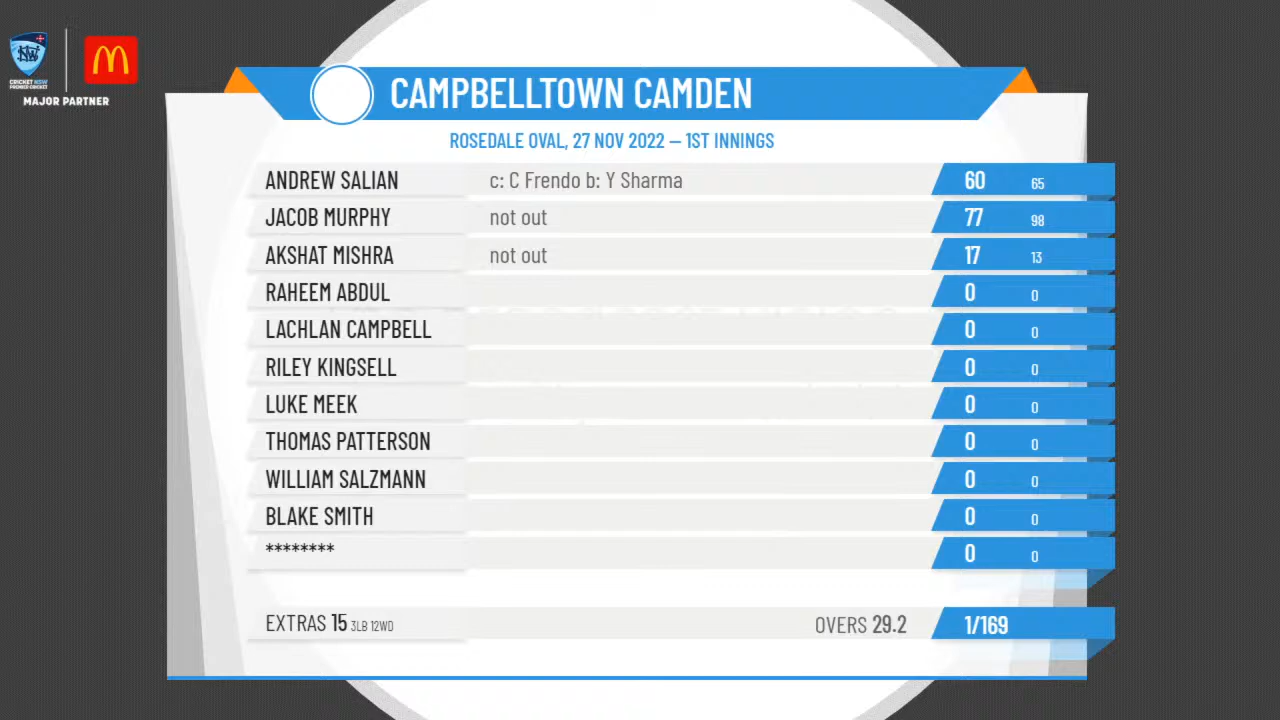 CRICKET NSW
PREMIER CRICKET
MAJOR PARTNER
CAMPBELLTOWN CAMDEN
ROSEDALE OVAL, 27 NOV 2022 – 1ST INNINGS
ANDREW SALIAN c: C Frendo b: Y Sharma 60 65
JACOB MURPHY not out 77 98
AKSHAT MISHRA not out 17 13
RAHEEM ABDUL 0 0
LACHLAN CAMPBELL 0 0
RILEY KINGSELL 0 0
LUKE MEEK 0 0
THOMAS PATTERSON 0 0
WILLIAM SALZMANN 0 0
BLAKE SMITH 0 0
******** 0 0
EXTRAS 15 3LB 12WD OVERS 29.2 1/169